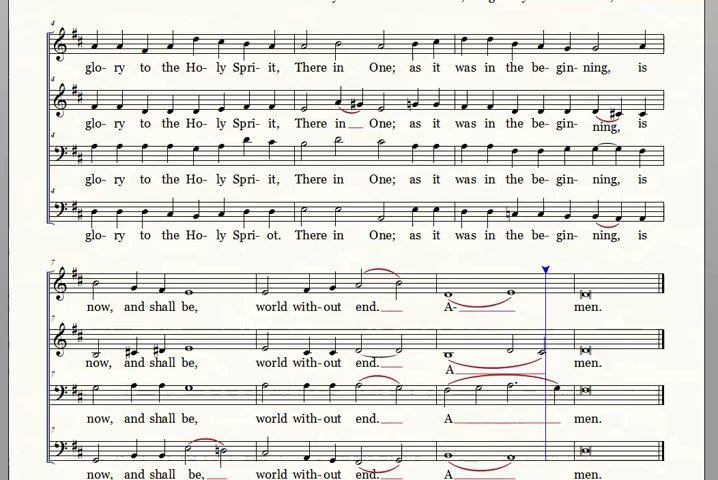 4
glo- ry to the Ho- ly Spri- it, There in One; as it was in the be- gin- ning, is
4
glo- ry to the Ho- ly Spri- it, There in One; as it was in the be- gin- ning, is
4
glo- ry to the Ho- ly Spri- it, There in One; as it was in the be- gin- ning, is
4
glo- ry to the Ho- ly Spri- ot. There in One; as it was in the be- gin- ning, is
7
now, and shall be, world with-out end. A- men.
7
now, and shall be, world with-out end. A men.
7
now, and shall be, world with-out end. A men.
7
now, and shall be, world with-out end. A men.